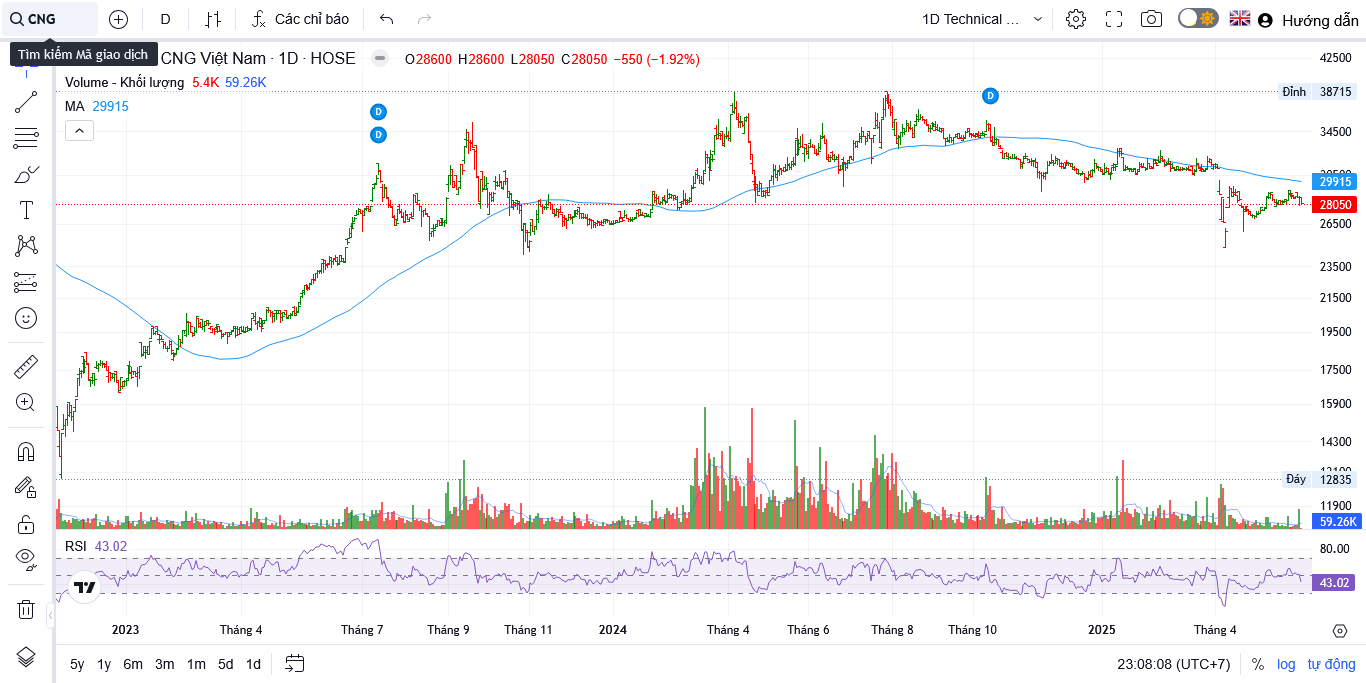 CNG
D
Các chỉ báo
1D Technical ...
Hướng dẫn
Tìm kiếm Mã giao dịch
CNG Việt Nam · 1D · HOSE
O28600 H28600 L28050 C28050 −550 (−1.92%)
Volume - Khối lượng 5.4K 59.26K
MA 29915
D
D
D
42500
Đỉnh 38715
34500
29915
28050
26500
23500
21500
19500
17500
15900
14300
Đáy 12835
11900
59.26K
RSI 43.02
80.00
43.02
2023 Tháng 4 Tháng 7 Tháng 9 Tháng 11 2024 Tháng 4 Tháng 6 Tháng 8 Tháng 10 2025 Tháng 4
5y 1y 6m 3m 1m 5d 1d
23:08:08 (UTC+7) % log tự động